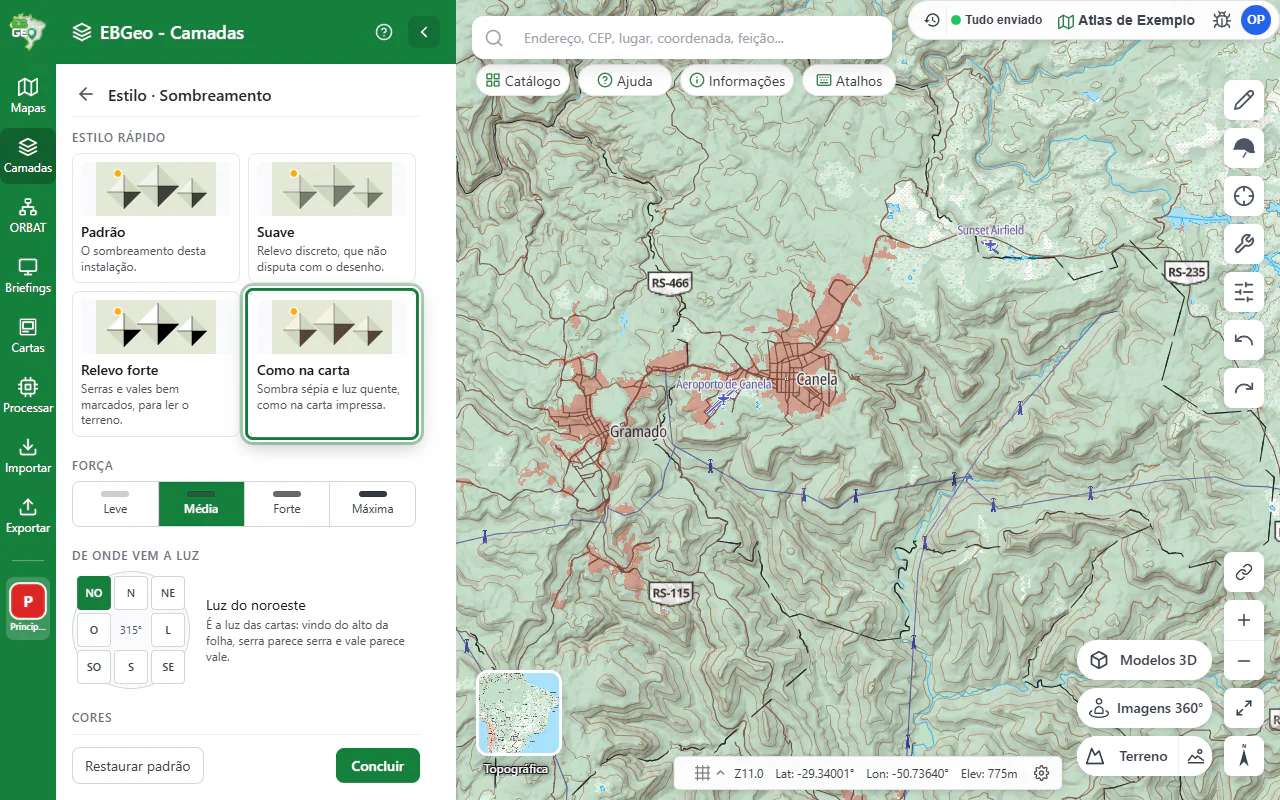 EBGEO
EBGeo - Camadas
Endereço, CEP, lugar, coordenada, feição...
Tudo enviado
Atlas de Exemplo
OP
Catálogo
Ajuda
Informações
Atalhos
Mapas
Camadas
ORBAT
Briefings
Cartas
Processar
Importar
Exportar
P
Princip...
Estilo · Sombreamento
ESTILO RÁPIDO
Padrão
O sombreamento desta
instalação.
Suave
Relevo discreto, que não
disputa com o desenho.
Relevo forte
Serras e vales bem
marcados, para ler o
terreno.
Como na carta
Sombra sépia e luz quente,
como na carta impressa.
FORÇA
Leve
Média
Forte
Máxima
DE ONDE VEM A LUZ
NO
N
NE
O
315°
L
SO
S
SE
Luz do noroeste
É a luz das cartas: vindo do alto da
folha, serra parece serra e vale parece
vale.
CORES
Restaurar padrão
Concluir
Sunset Airfield
RS-235
RS-466
Aeroporto de Canela
Canela
Gramado
RS-115
Topográfica
Modelos 3D
Imagens 360°
Terreno
N
Z11.0
Lat: -29.34001°
Lon: -50.73640°
Elev: 775m